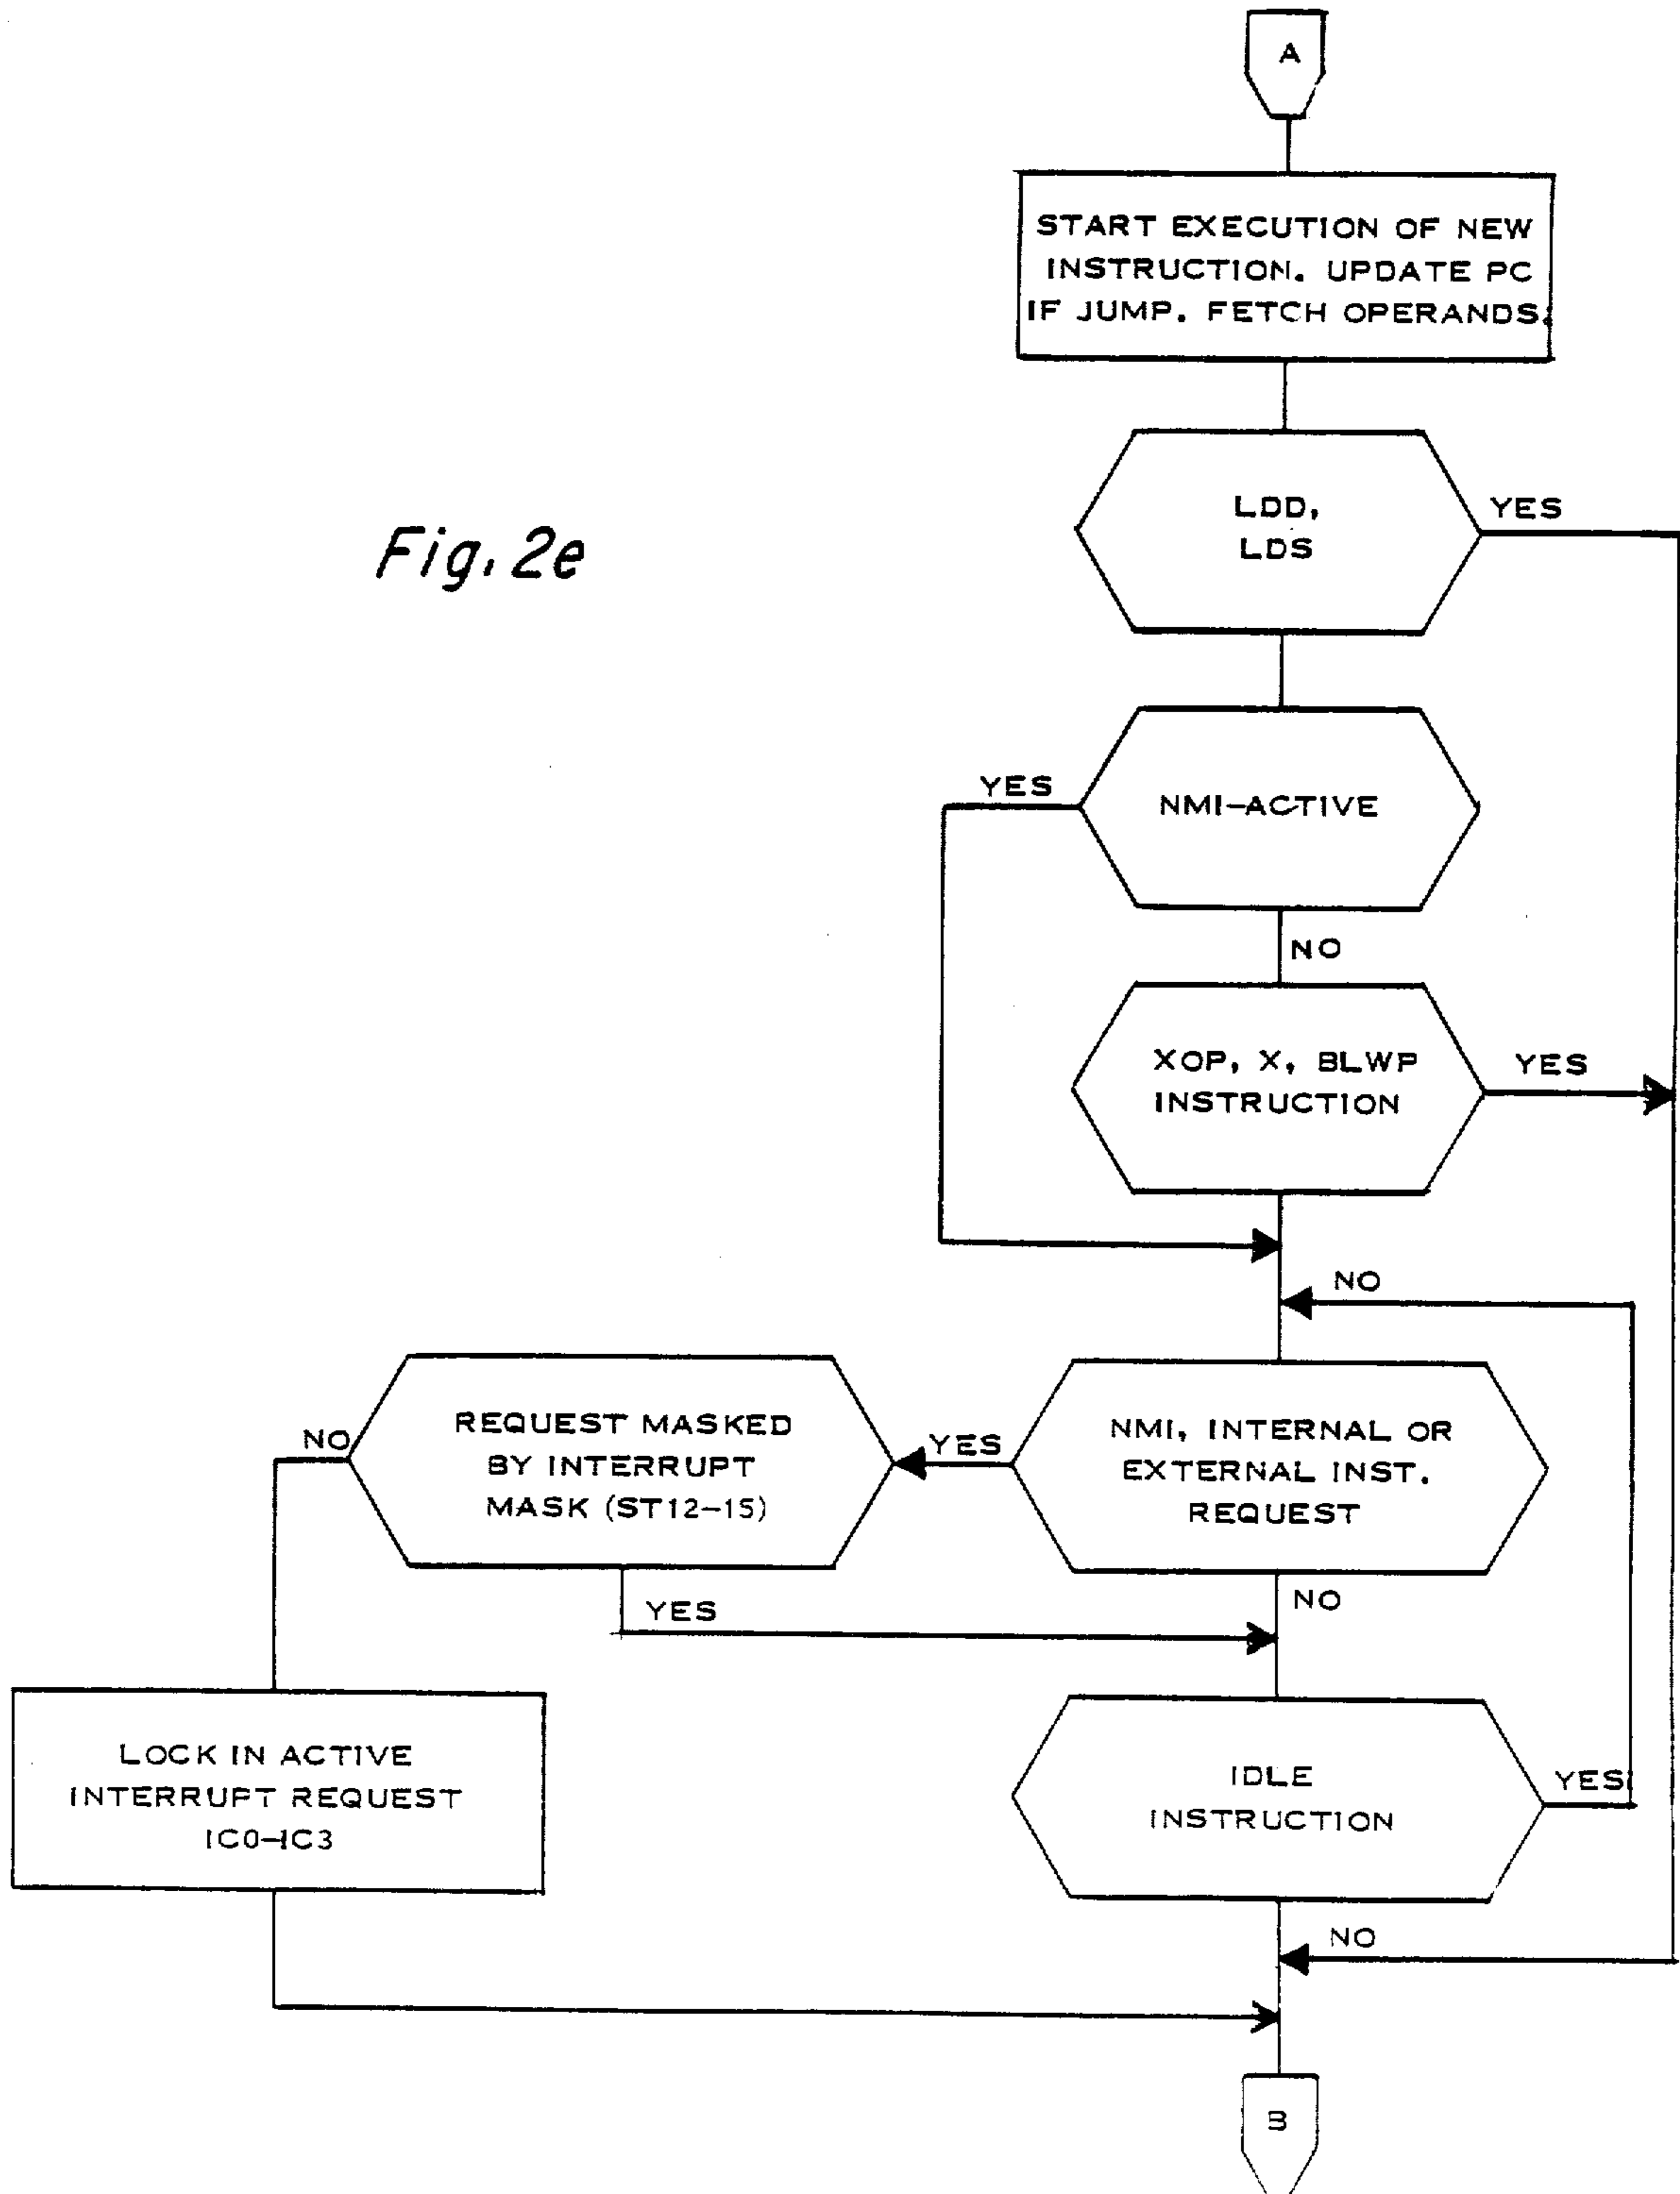 A
START EXECUTION OF NEW
INSTRUCTION. UPDATE PC
IF JUMP. FETCH OPERANDS.
LDD,
LDS
YES
Fig. 2e
YES
NMI-ACTIVE
NO
XOP, X, BLWP
INSTRUCTION
YES
NO
REQUEST MASKED
BY INTERRUPT
MASK (ST12-15)
NO
YES
NMI, INTERNAL OR
EXTERNAL INST.
REQUEST
YES
NO
LOCK IN ACTIVE
INTERRUPT REQUEST
IC0-IC3
IDLE
INSTRUCTION
YES
NO
B